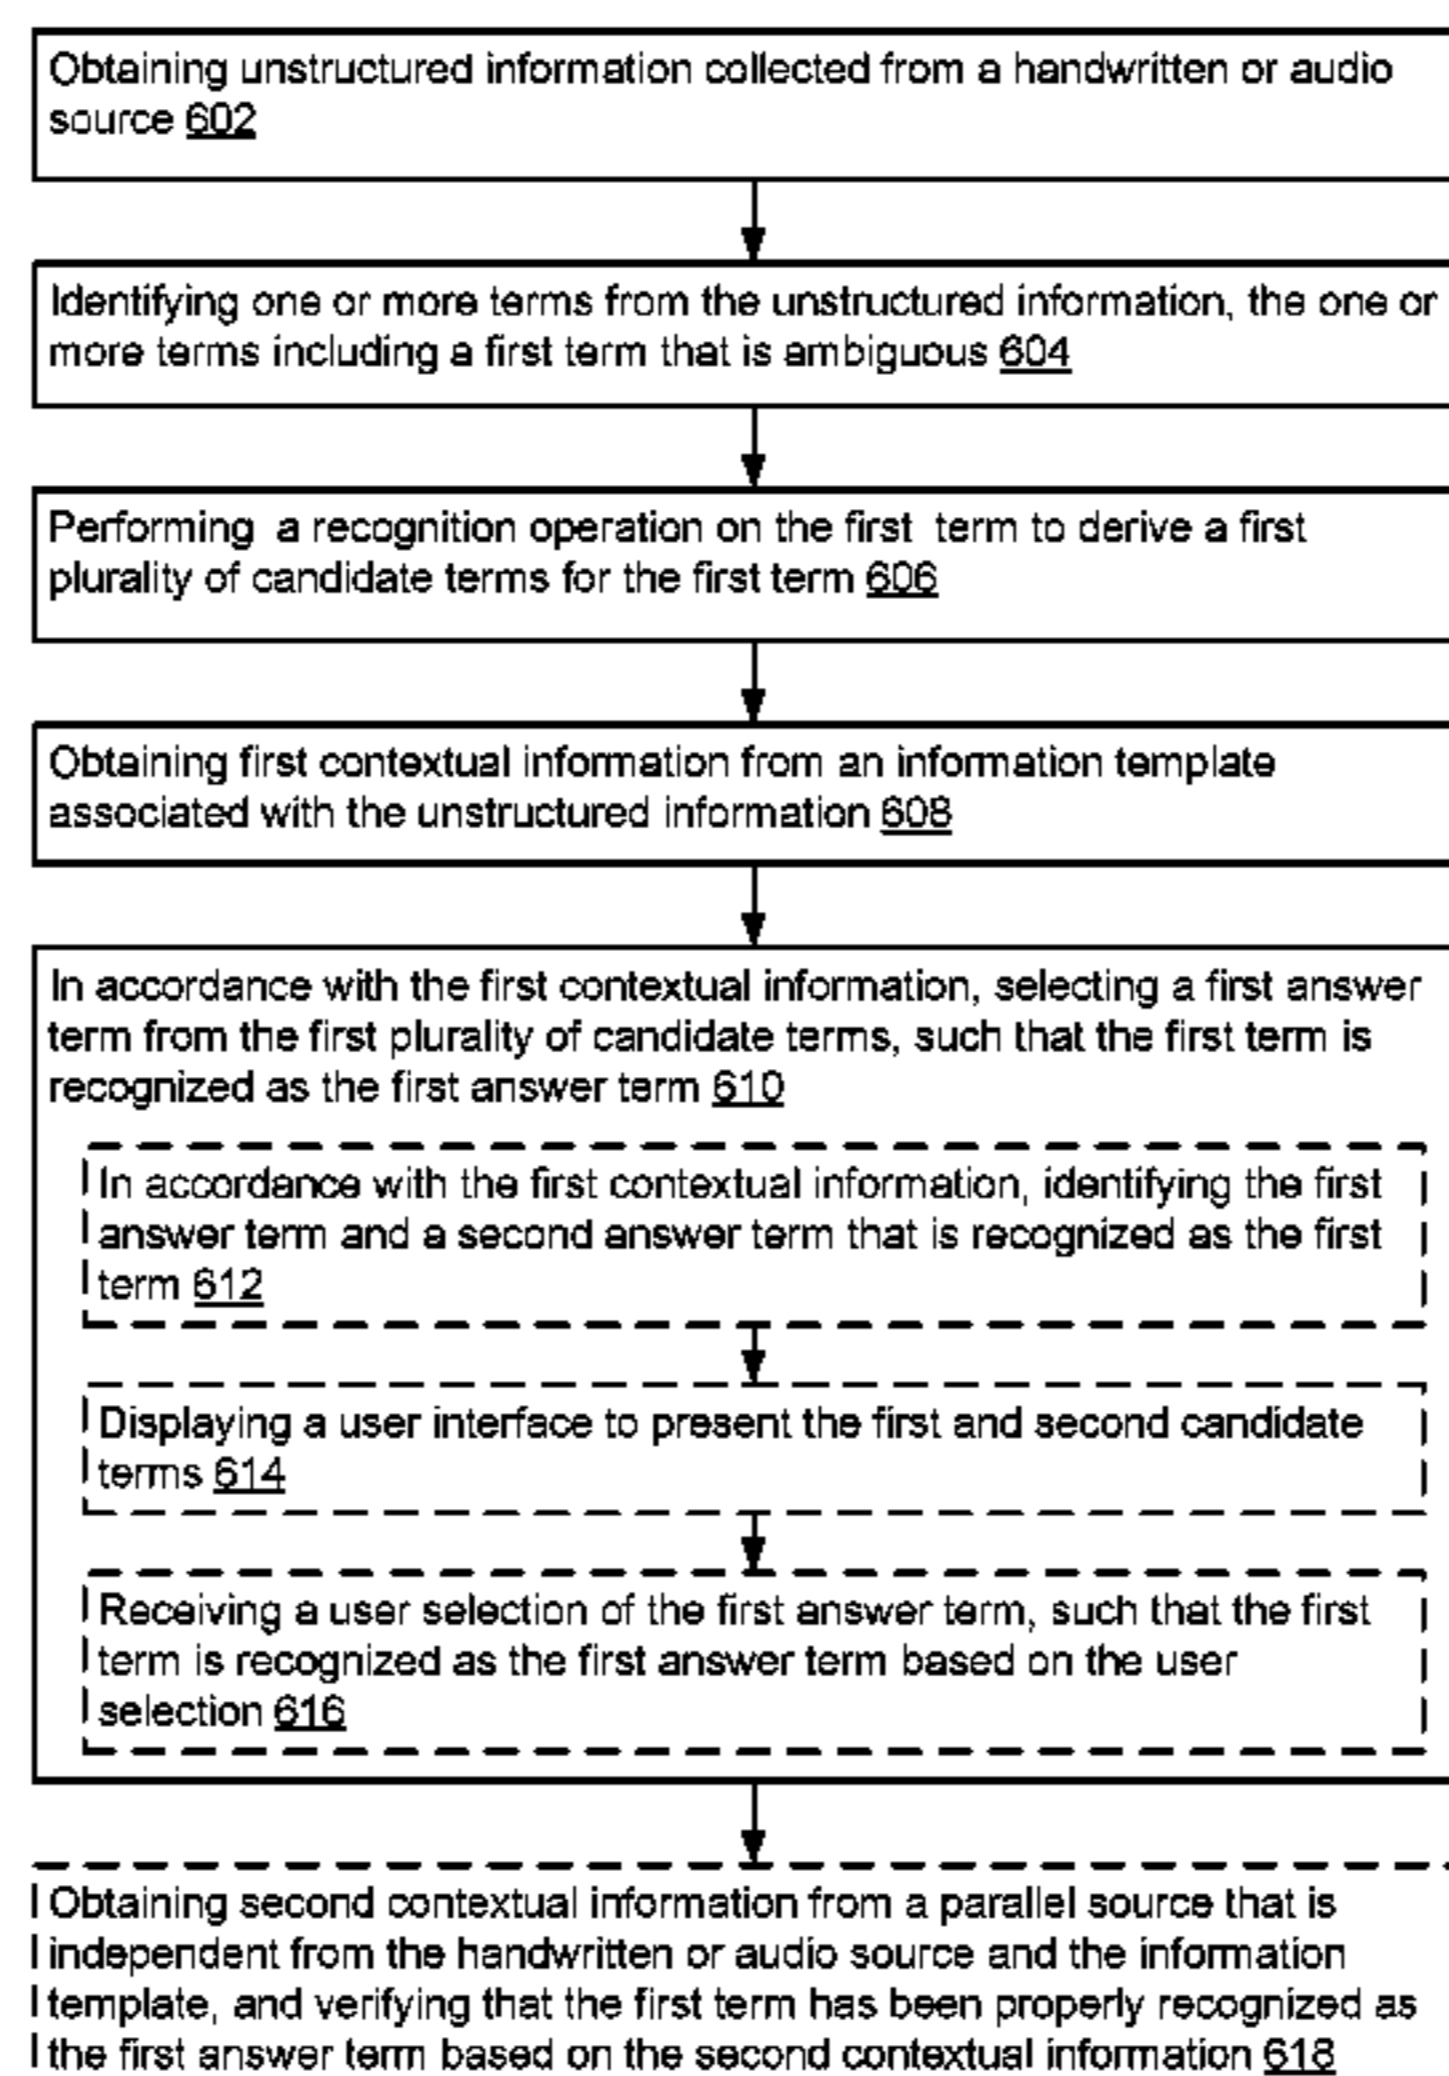 Obtaining unstructured information collected from a handwritten or audio
source 602
Identifying one or more terms from the unstructured information, the one or
more terms including a first term that is ambiguous 604
Performing a recognition operation on the first term to derive a first
plurality of candidate terms for the first term 606
Obtaining first contextual information from an information template
associated with the unstructured information 608
In accordance with the first contextual information, selecting a first answer
term from the first plurality of candidate terms, such that the first term is
recognized as the first answer term 610
In accordance with the first contextual information, identifying the first
answer term and a second answer term that is recognized as the first
term 612
Displaying a user interface to present the first and second candidate
terms 614
Receiving a user selection of the first answer term, such that the first
term is recognized as the first answer term based on the user
selection 616
Obtaining second contextual information from a parallel source that is
independent from the handwritten or audio source and the information
template, and verifying that the first term has been properly recognized as
the first answer term based on the second contextual information 618